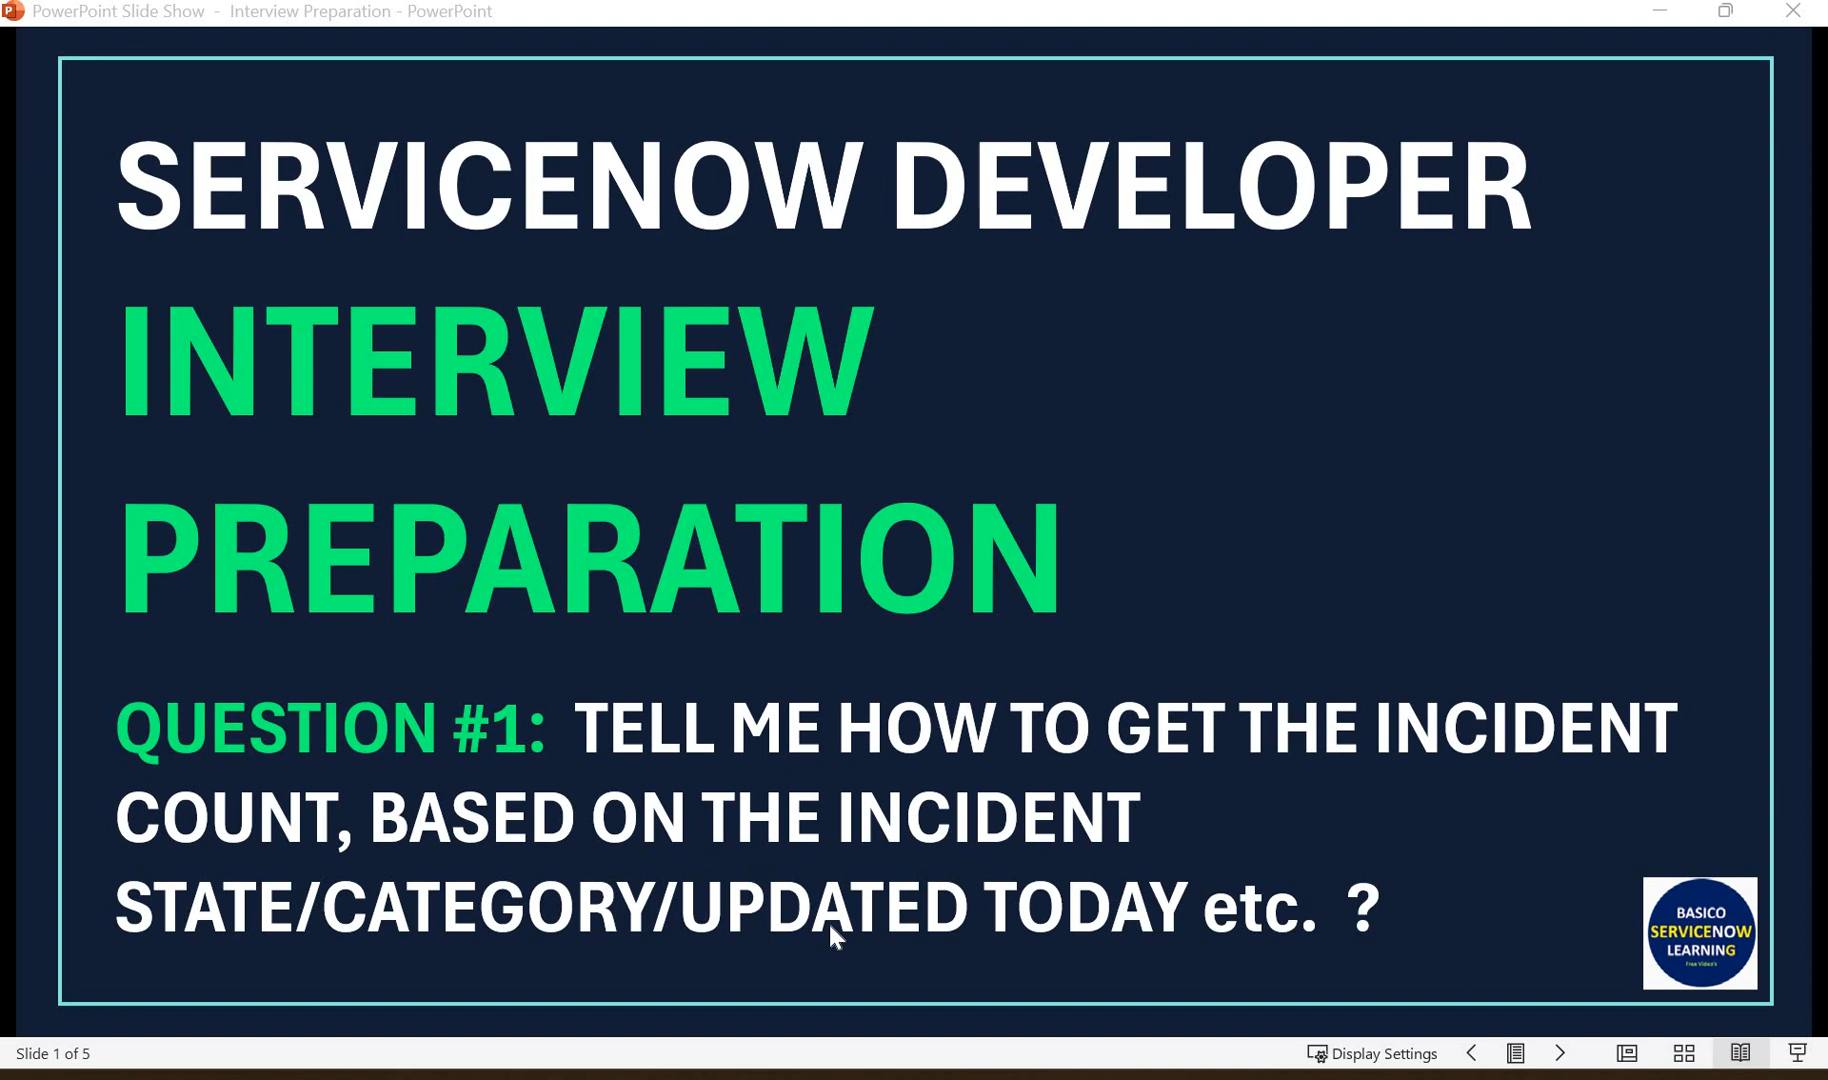 PowerPoint Slide Show - Interview Preparation - PowerPoint
SERVICENOW DEVELOPER
INTERVIEW
PREPARATION
QUESTION #1: TELL ME HOW TO GET THE INCIDENT
COUNT, BASED ON THE INCIDENT
STATE/CATEGORY/UPDATED TODAY etc. ?
BASICO
SERVICENOW
LEARNING
Free Video's
Slide 1 of 5
Display Settings